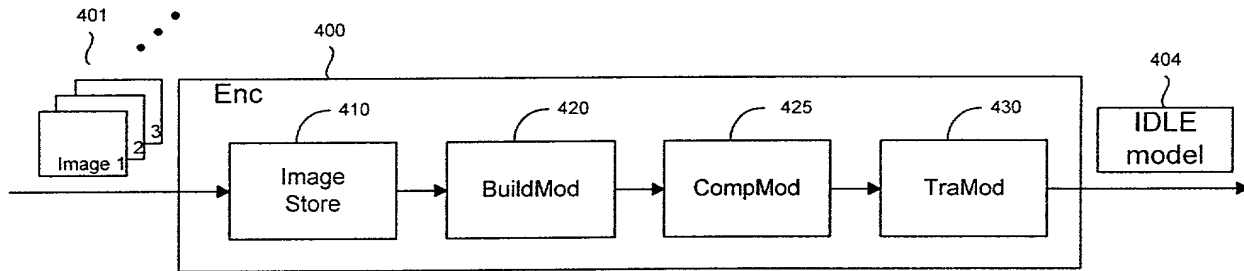 401
400
404
Enc
410
420
425
430
Image 1
2
3
Image
Store
BuildMod
CompMod
TraMod
IDLE
model